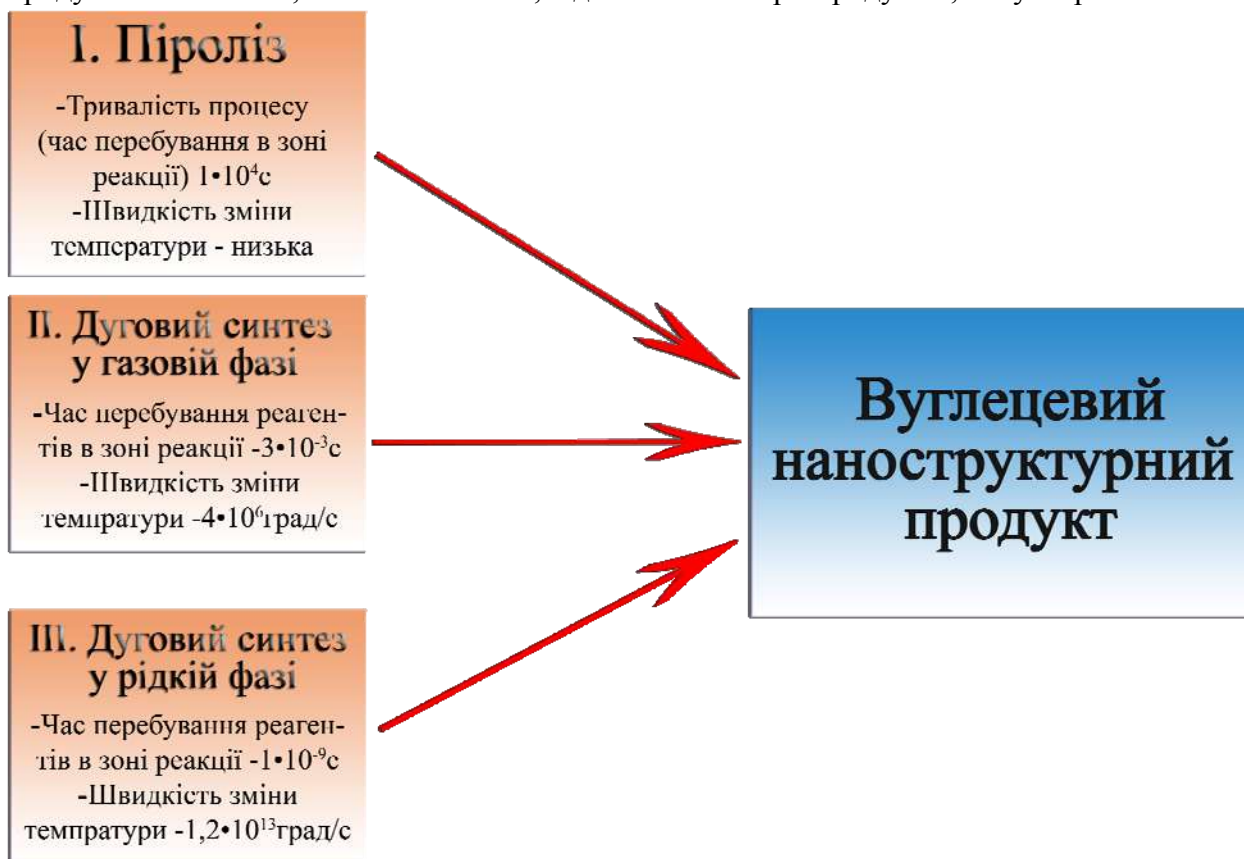 І. Піроліз
-Тривалість процесу
(час перебування в зоні
реакції) 1•10⁴с
-Швидкість зміни
температури - низька
ІІ. Дуговий синтез
у газовій фазі
-Час перебування реаген-
тів в зоні реакції -3•10⁻³с
-Швидкість зміни
темпратури -4•10⁶град/с
ІІІ. Дуговий синтез
у рідкій фазі
-Час перебування реаген-
тів в зоні реакції -1•10⁻⁹с
-Швидкість зміни
темпратури -1,2•10¹³град/с
Вуглецевий
наноструктурний
продукт